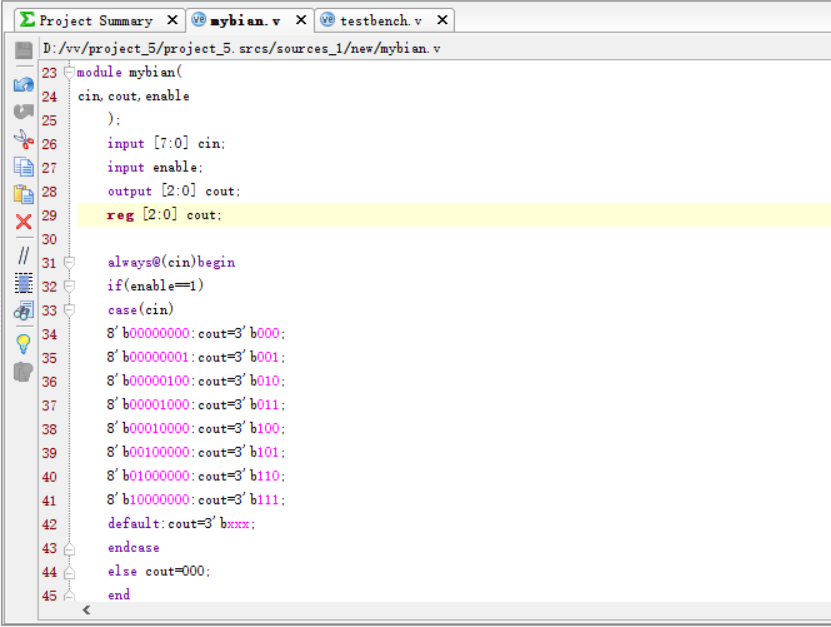 Project Summary × mybian.v × testbench.v ×
D:/vv/project_5/project_5.srcs/sources_1/new/mybian.v
23 module mybian(
24 cin,cout,enable
25 );
26 input [7:0] cin;
27 input enable;
28 output [2:0] cout;
29 reg [2:0] cout;
30
31 always@(cin)begin
32 if(enable==1)
33 case(cin)
34 8'b00000000:cout=3'b000;
35 8'b00000001:cout=3'b001;
36 8'b00000100:cout=3'b010;
37 8'b00001000:cout=3'b011;
38 8'b00010000:cout=3'b100;
39 8'b00100000:cout=3'b101;
40 8'b01000000:cout=3'b110;
41 8'b10000000:cout=3'b111;
42 default:cout=3'bxxx;
43 endcase
44 else cout=000;
45 end